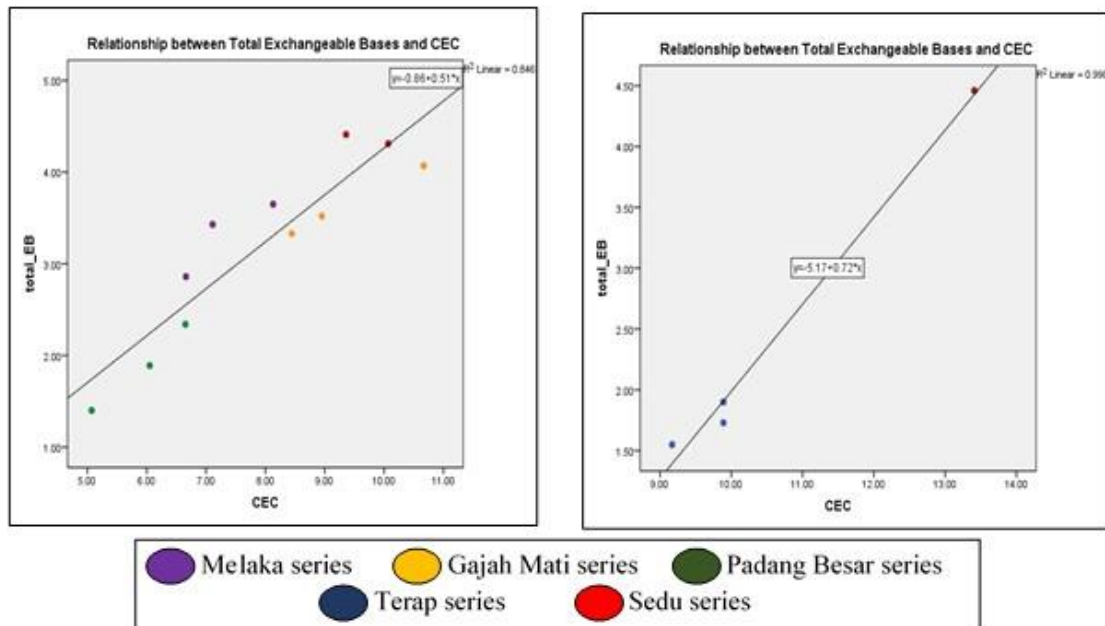 Relationship between Total Exchangeable Bases and CEC
R² Linear = 0.846
y=-0.86+0.51*x
5.00
4.00
3.00
2.00
1.00
total_EB
5.00 6.00 7.00 8.00 9.00 10.00 11.00
CEC
Relationship between Total Exchangeable Bases and CEC
R² Linear = 0.990
4.50
4.00
3.50
3.00
2.50
2.00
1.50
total_EB
y=-5.17+0.72*x
9.00 10.00 11.00 12.00 13.00 14.00
CEC
Melaka series Gajah Mati series Padang Besar series
Terap series Sedu series